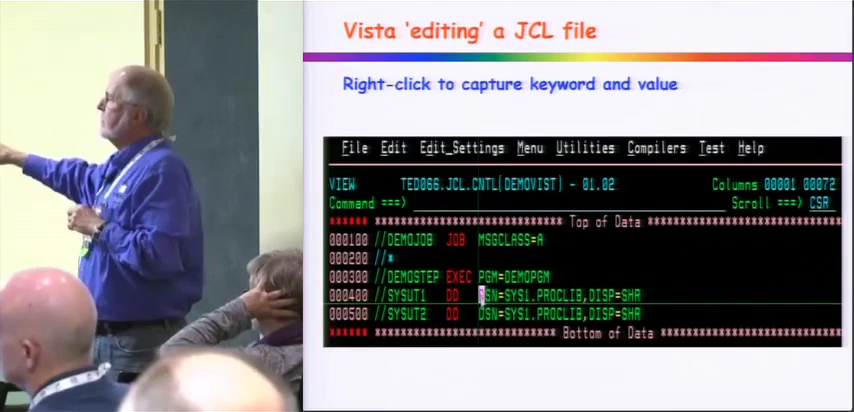 Vista ‘editing’ a JCL file
Right-click to capture keyword and value
File Edit Edit_Settings Menu Utilities Compilers Test Help
VIEW TED066.JCL.CNTL(DEMOVIST) - 01.02 Columns 00001 00072
Command ===> Scroll ===> CSR
****** *************************** Top of Data ****************************
000100 //DEMOJOB JOB MSGCLASS=A
000200 //*
000300 //DEMOSTEP EXEC PGM=DEMOPGM
000400 //SYSUT1 DD DSN=SYS1.PROCLIB,DISP=SHR
000500 //SYSUT2 DD DSN=SYS1.PROCLIB,DISP=SHR
****** ************************** Bottom of Data **************************